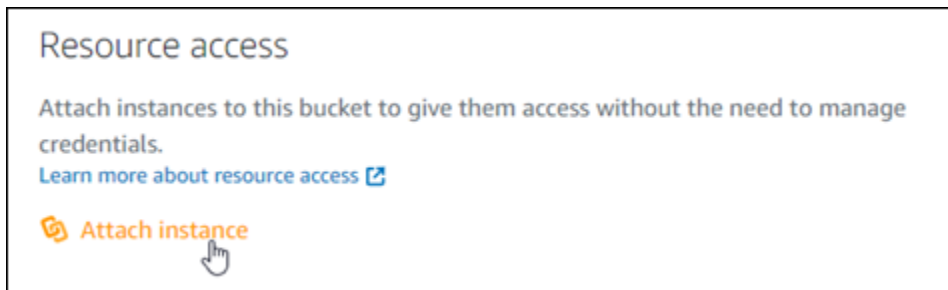 Resource access
Attach instances to this bucket to give them access without the need to manage
credentials.
Learn more about resource access
Attach instance